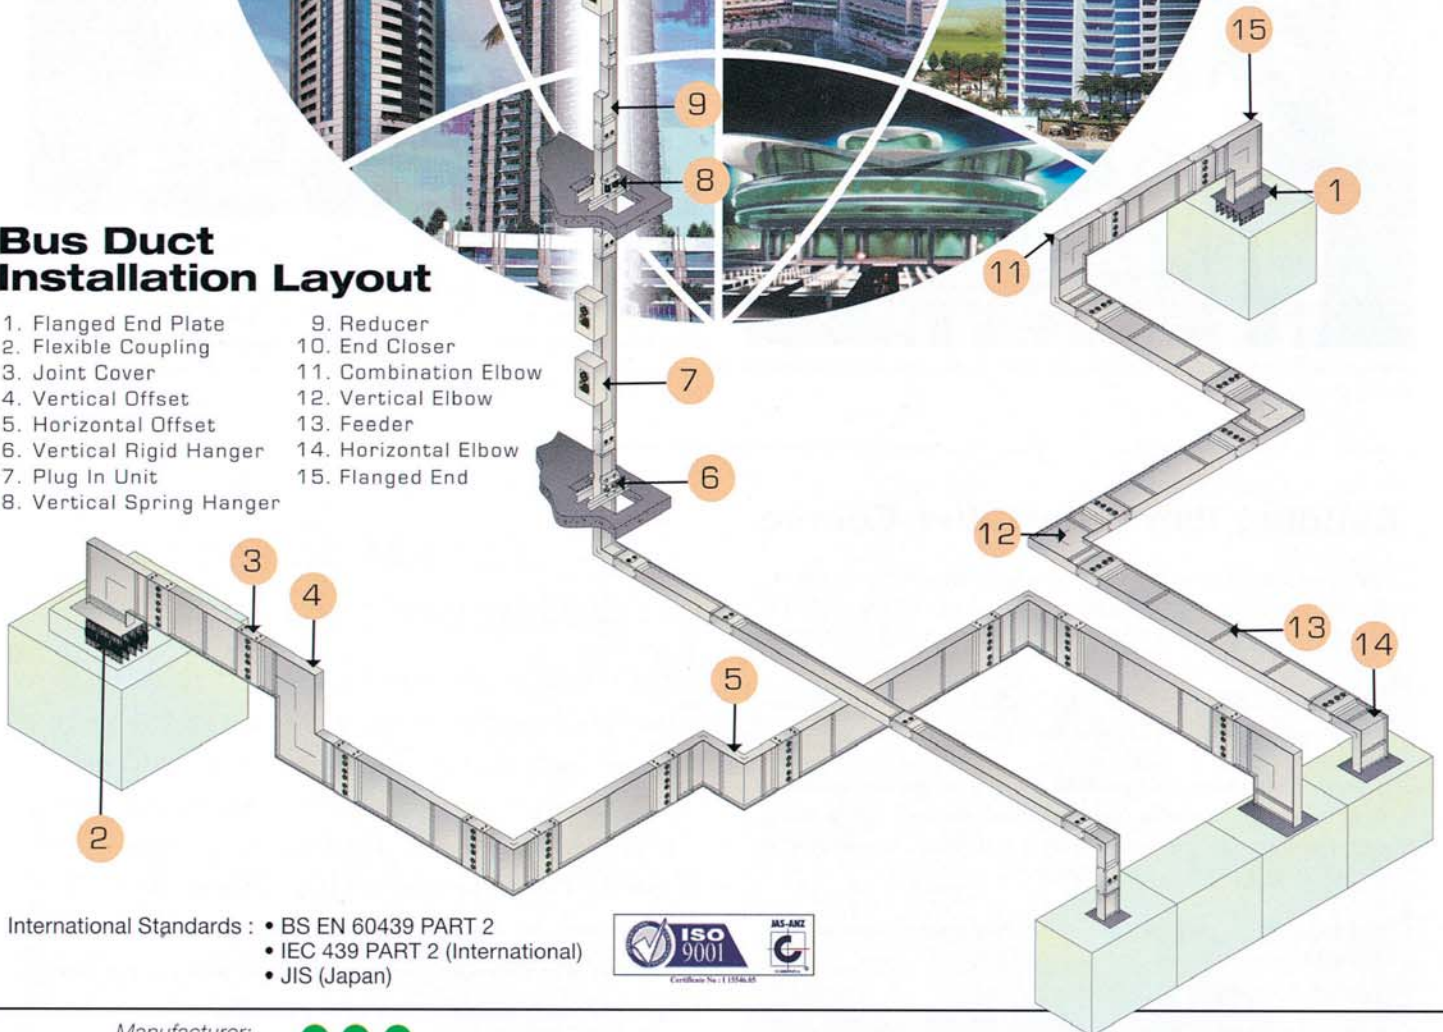 Bus Duct
Installation Layout
1. Flanged End Plate
2. Flexible Coupling
3. Joint Cover
4. Vertical Offset
5. Horizontal Offset
6. Vertical Rigid Hanger
7. Plug In Unit
8. Vertical Spring Hanger
9. Reducer
10. End Closer
11. Combination Elbow
12. Vertical Elbow
13. Feeder
14. Horizontal Elbow
15. Flanged End
15
9
8
1
11
7
6
12
3
4
13
14
5
2
International Standards : • BS EN 60439 PART 2
• IEC 439 PART 2 (International)
• JIS (Japan)
ISO
9001
JAS-ANZ
Certificate No :
Manufacturer: